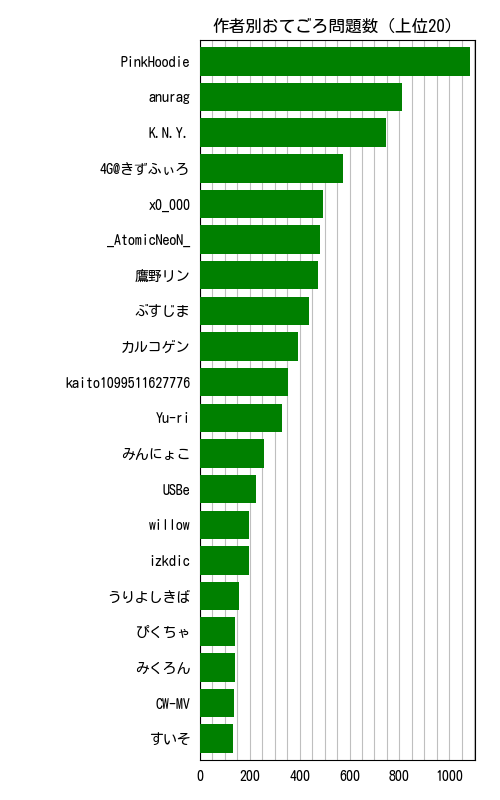 作者別おてごろ問題数 (上位20)
PinkHoodie
anurag
K.N.Y.
4G@きずふぃろ
x0_000
_AtomicNeoN_
鷹野リン
ぶすじま
カルコゲン
kaito1099511627776
Yu-ri
みんにょこ
USBe
willow
izkdic
うりよしきば
ぴくちゃ
みくろん
CW-MV
すいそ
0 200 400 600 800 1000